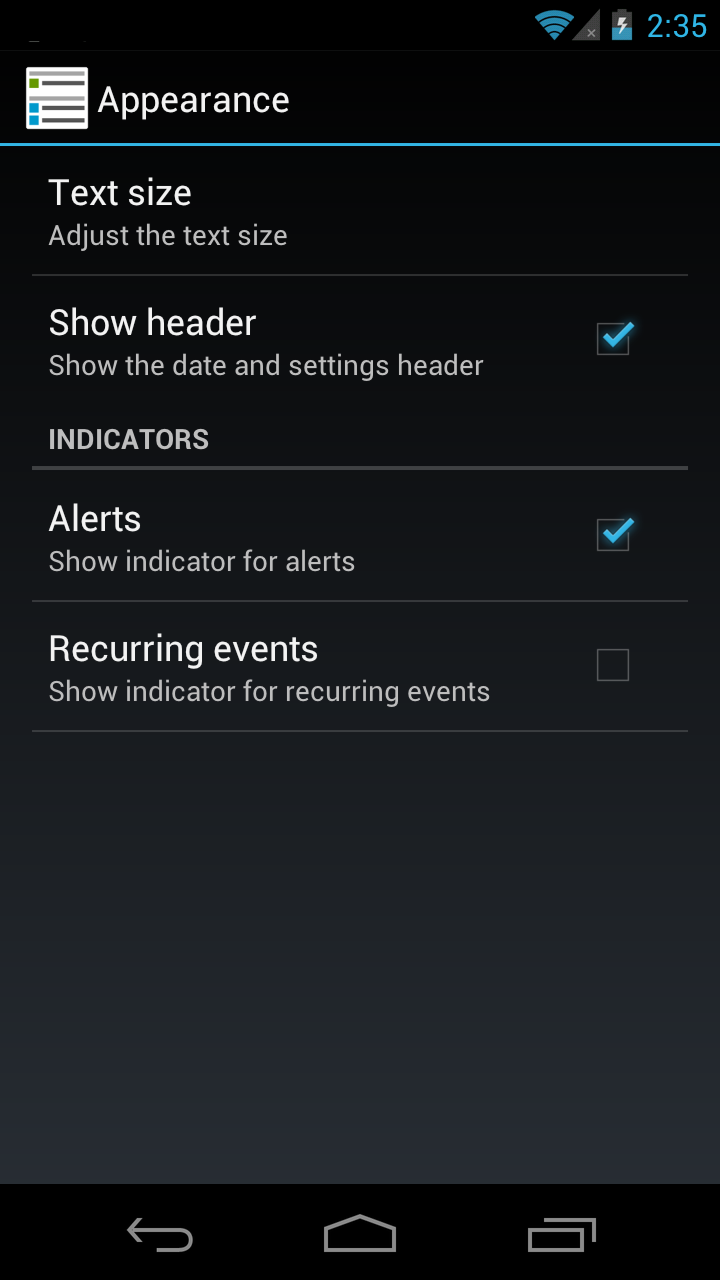 2:35
Appearance
Text size
Adjust the text size
Show header
Show the date and settings header
INDICATORS
Alerts
Show indicator for alerts
Recurring events
Show indicator for recurring events